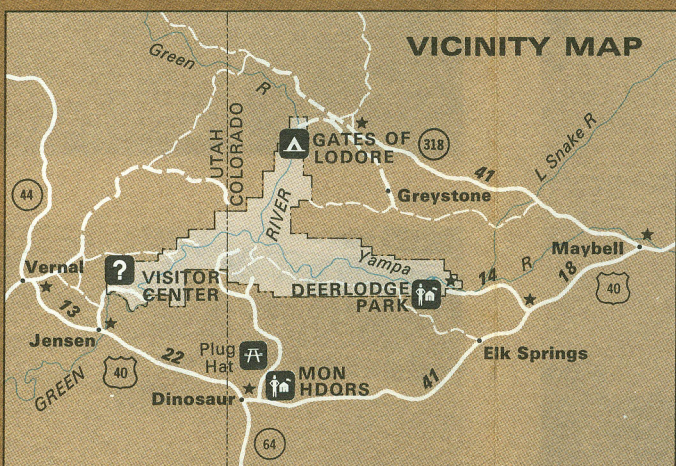 VICINITY MAP
Green
R
UTAH
COLORADO
GATES OF
LODORE
318
41
L Snake R
44
Greystone
RIVER
Maybell
Vernal
?
VISITOR
CENTER
Yampa
R
14
18
40
DEERLODGE
PARK
13
Jensen
22
40
Elk Springs
Plug
Hat
MON
HDQRS
41
GREEN
Dinosaur
64